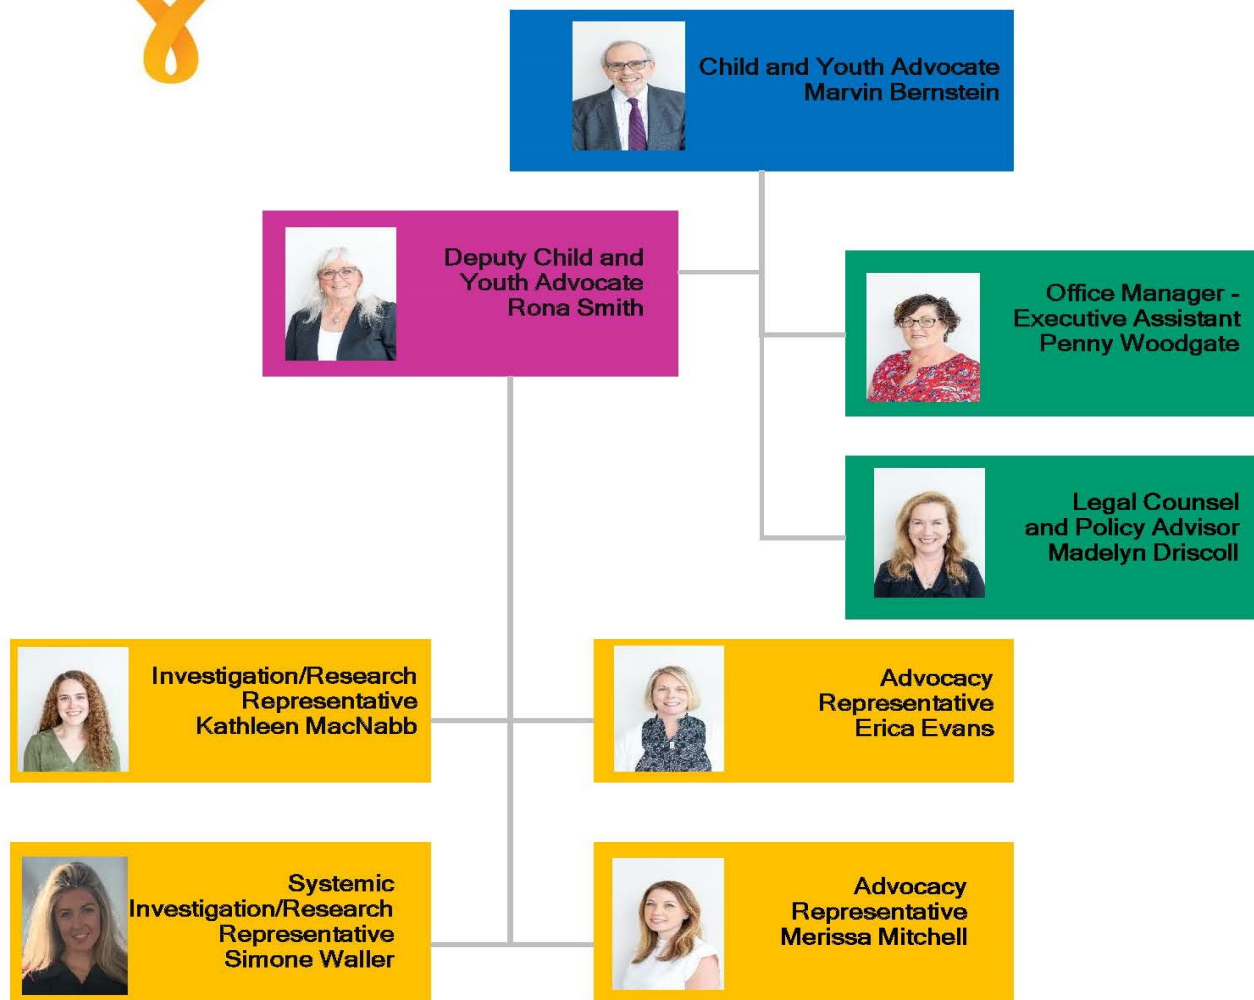 Child and Youth Advocate
Marvin Bernstein
Deputy Child and
Youth Advocate
Rona Smith
Office Manager -
Executive Assistant
Penny Woodgate
Legal Counsel
and Policy Advisor
Madelyn Driscoll
Investigation/Research
Representative
Kathleen MacNabb
Advocacy
Representative
Erica Evans
Systemic
Investigation/Research
Representative
Simone Waller
Advocacy
Representative
Merissa Mitchell